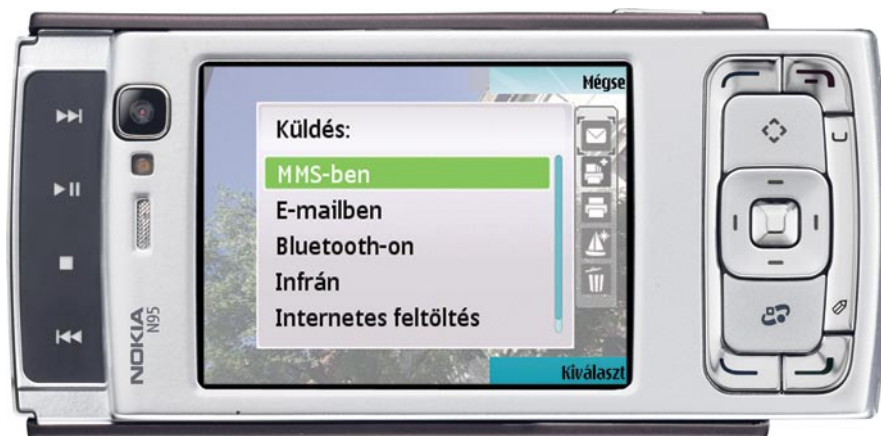 Mégse
Küldés:
MMS-ben
E-mailben
Bluetooth-on
Infrán
Internetes feltöltés
Kiválaszt
NOKIA
N95